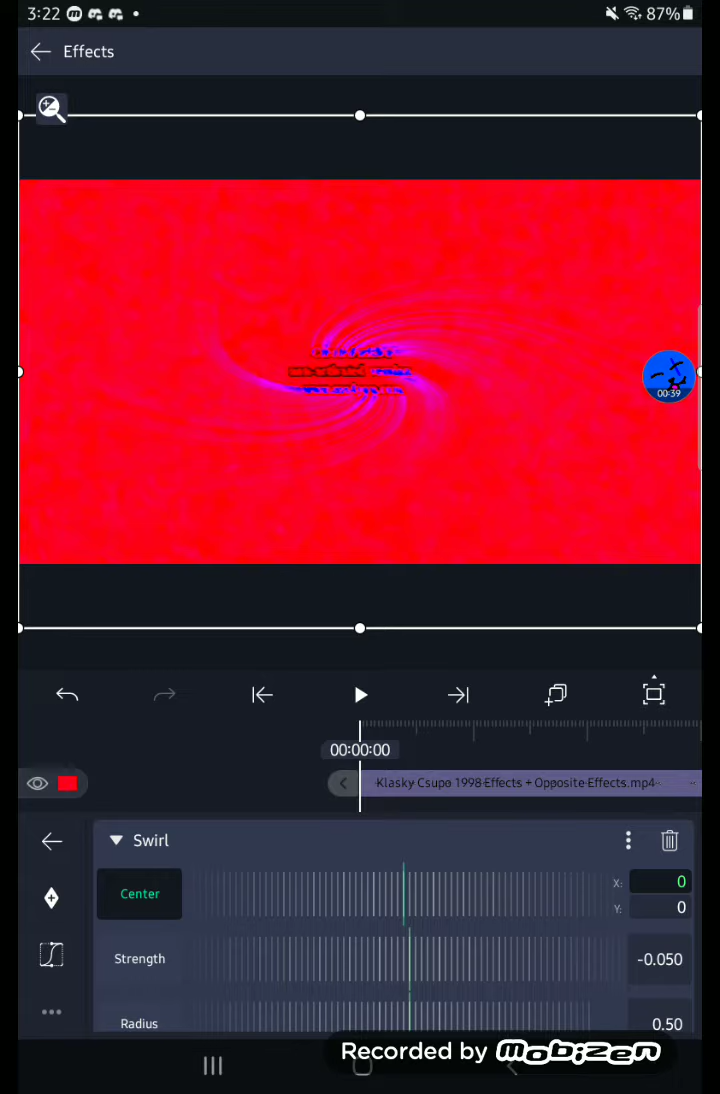 3:22
87%
Effects
00:39
00:00:00
Klasky Csupo 1998 Effects + Opposite Effects.mp4
Swirl
Center
X: 0
Y: 0
Strength
-0.050
Radius
0.50
Recorded by mobizen